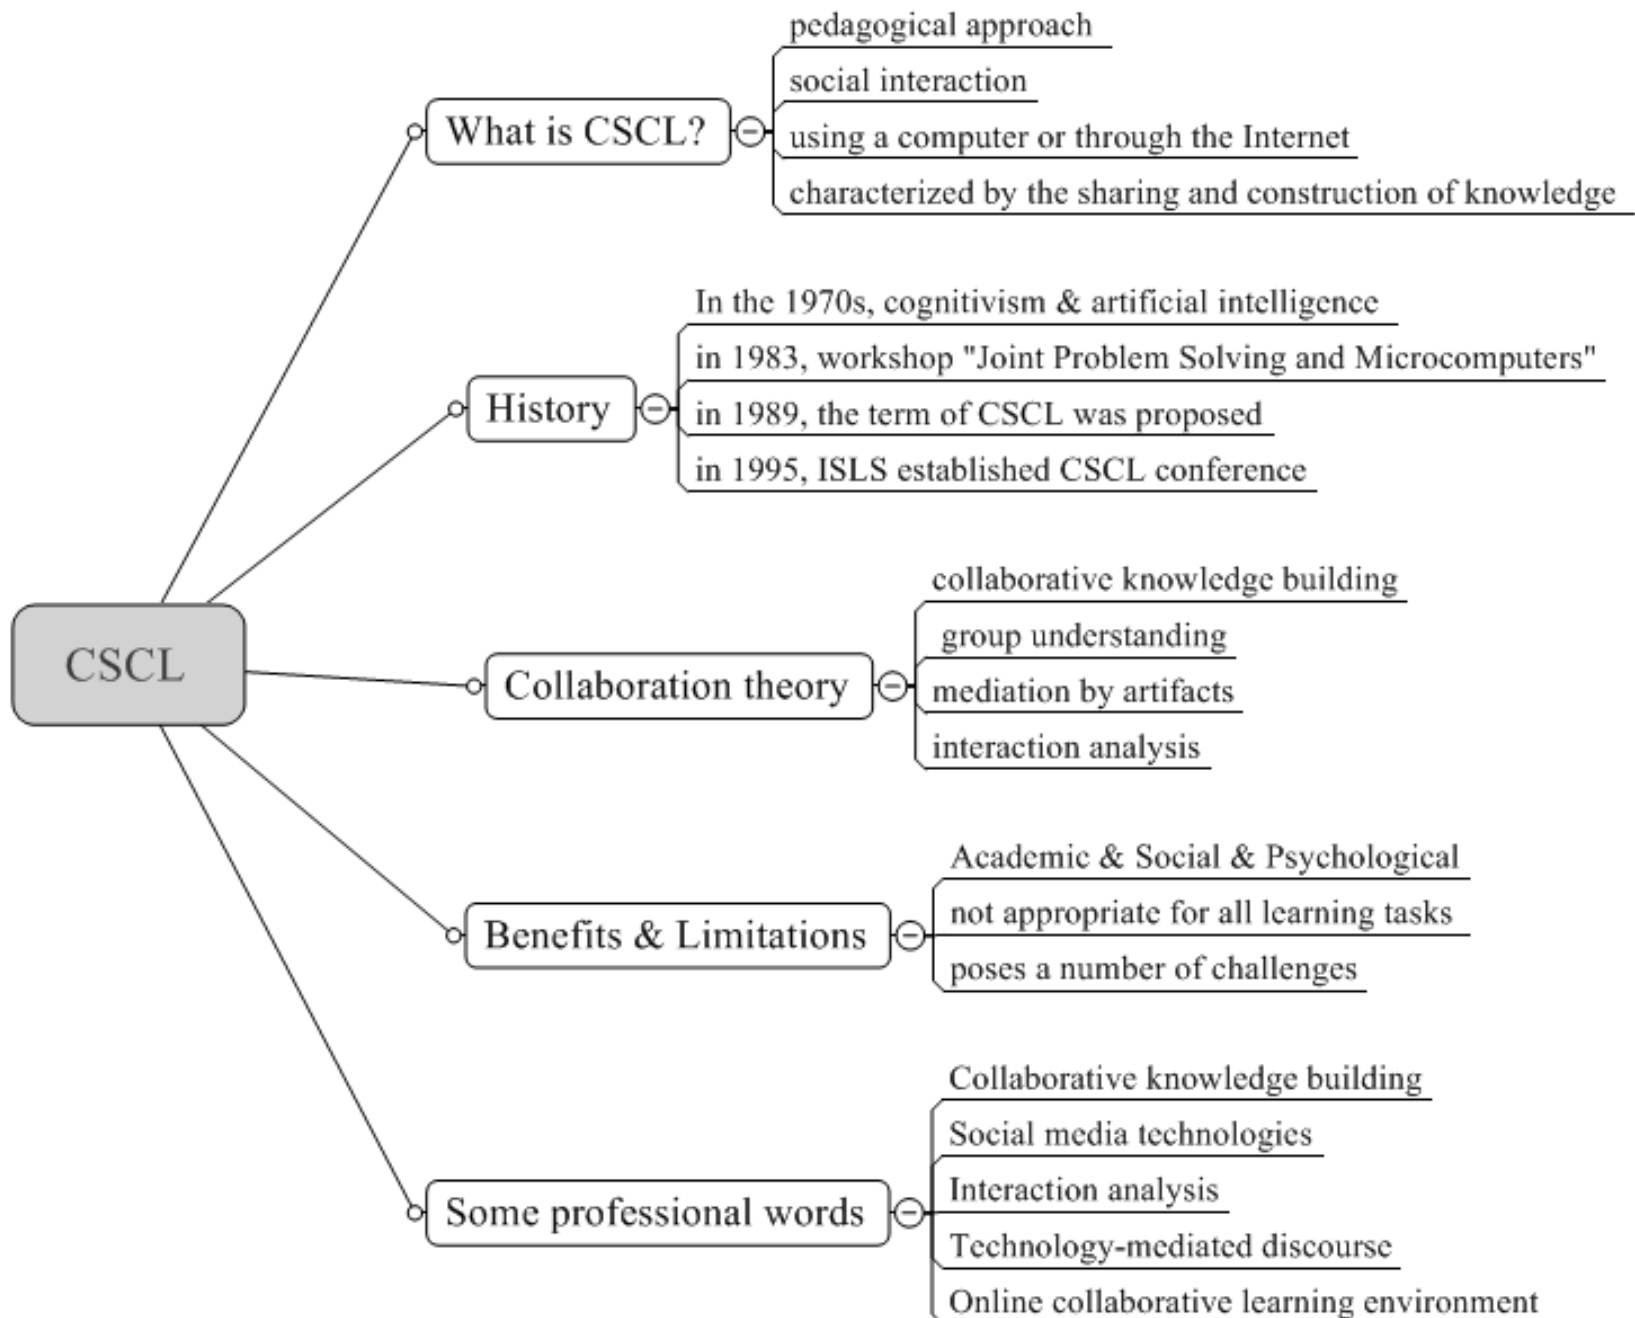 pedagogical approach
social interaction
What is CSCL?
using a computer or through the Internet
characterized by the sharing and construction of knowledge
In the 1970s, cognitivism & artificial intelligence
in 1983, workshop "Joint Problem Solving and Microcomputers"
History
in 1989, the term of CSCL was proposed
in 1995, ISLS established CSCL conference
CSCL
collaborative knowledge building
group understanding
Collaboration theory
mediation by artifacts
interaction analysis
Academic & Social & Psychological
Benefits & Limitations
not appropriate for all learning tasks
poses a number of challenges
Collaborative knowledge building
Social media technologies
Some professional words
Interaction analysis
Technology-mediated discourse
Online collaborative learning environment